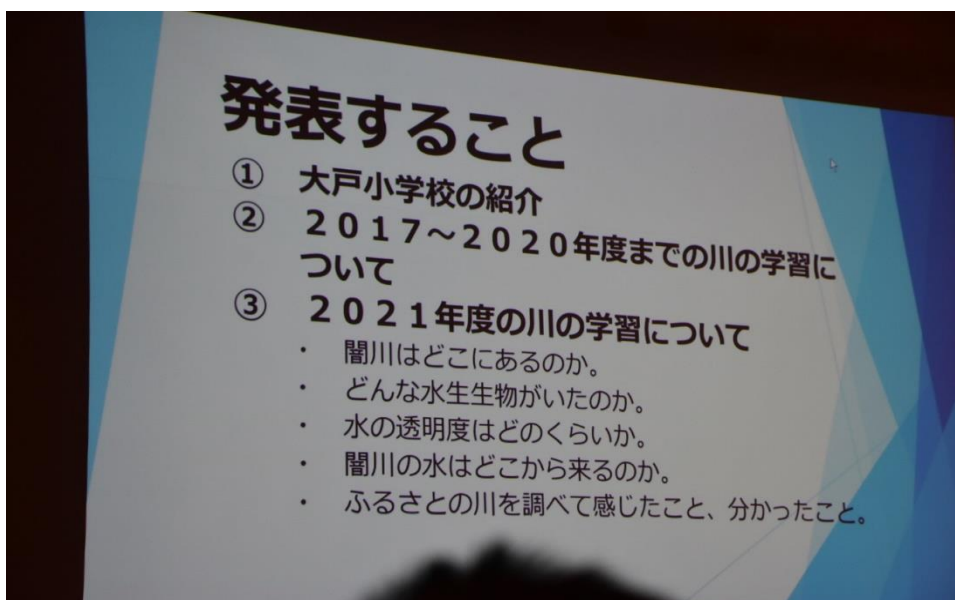 発表すること
① 大戸小学校の紹介
② 2017～2020年度までの川の学習に
ついて
③ 2021年度の川の学習について
・ 闇川はどこにあるのか。
・ どんな水生生物がいたのか。
・ 水の透明度はどのくらいか。
・ 闇川の水はどこから来るのか。
・ ふるさとの川を調べて感じたこと、分かったこと。